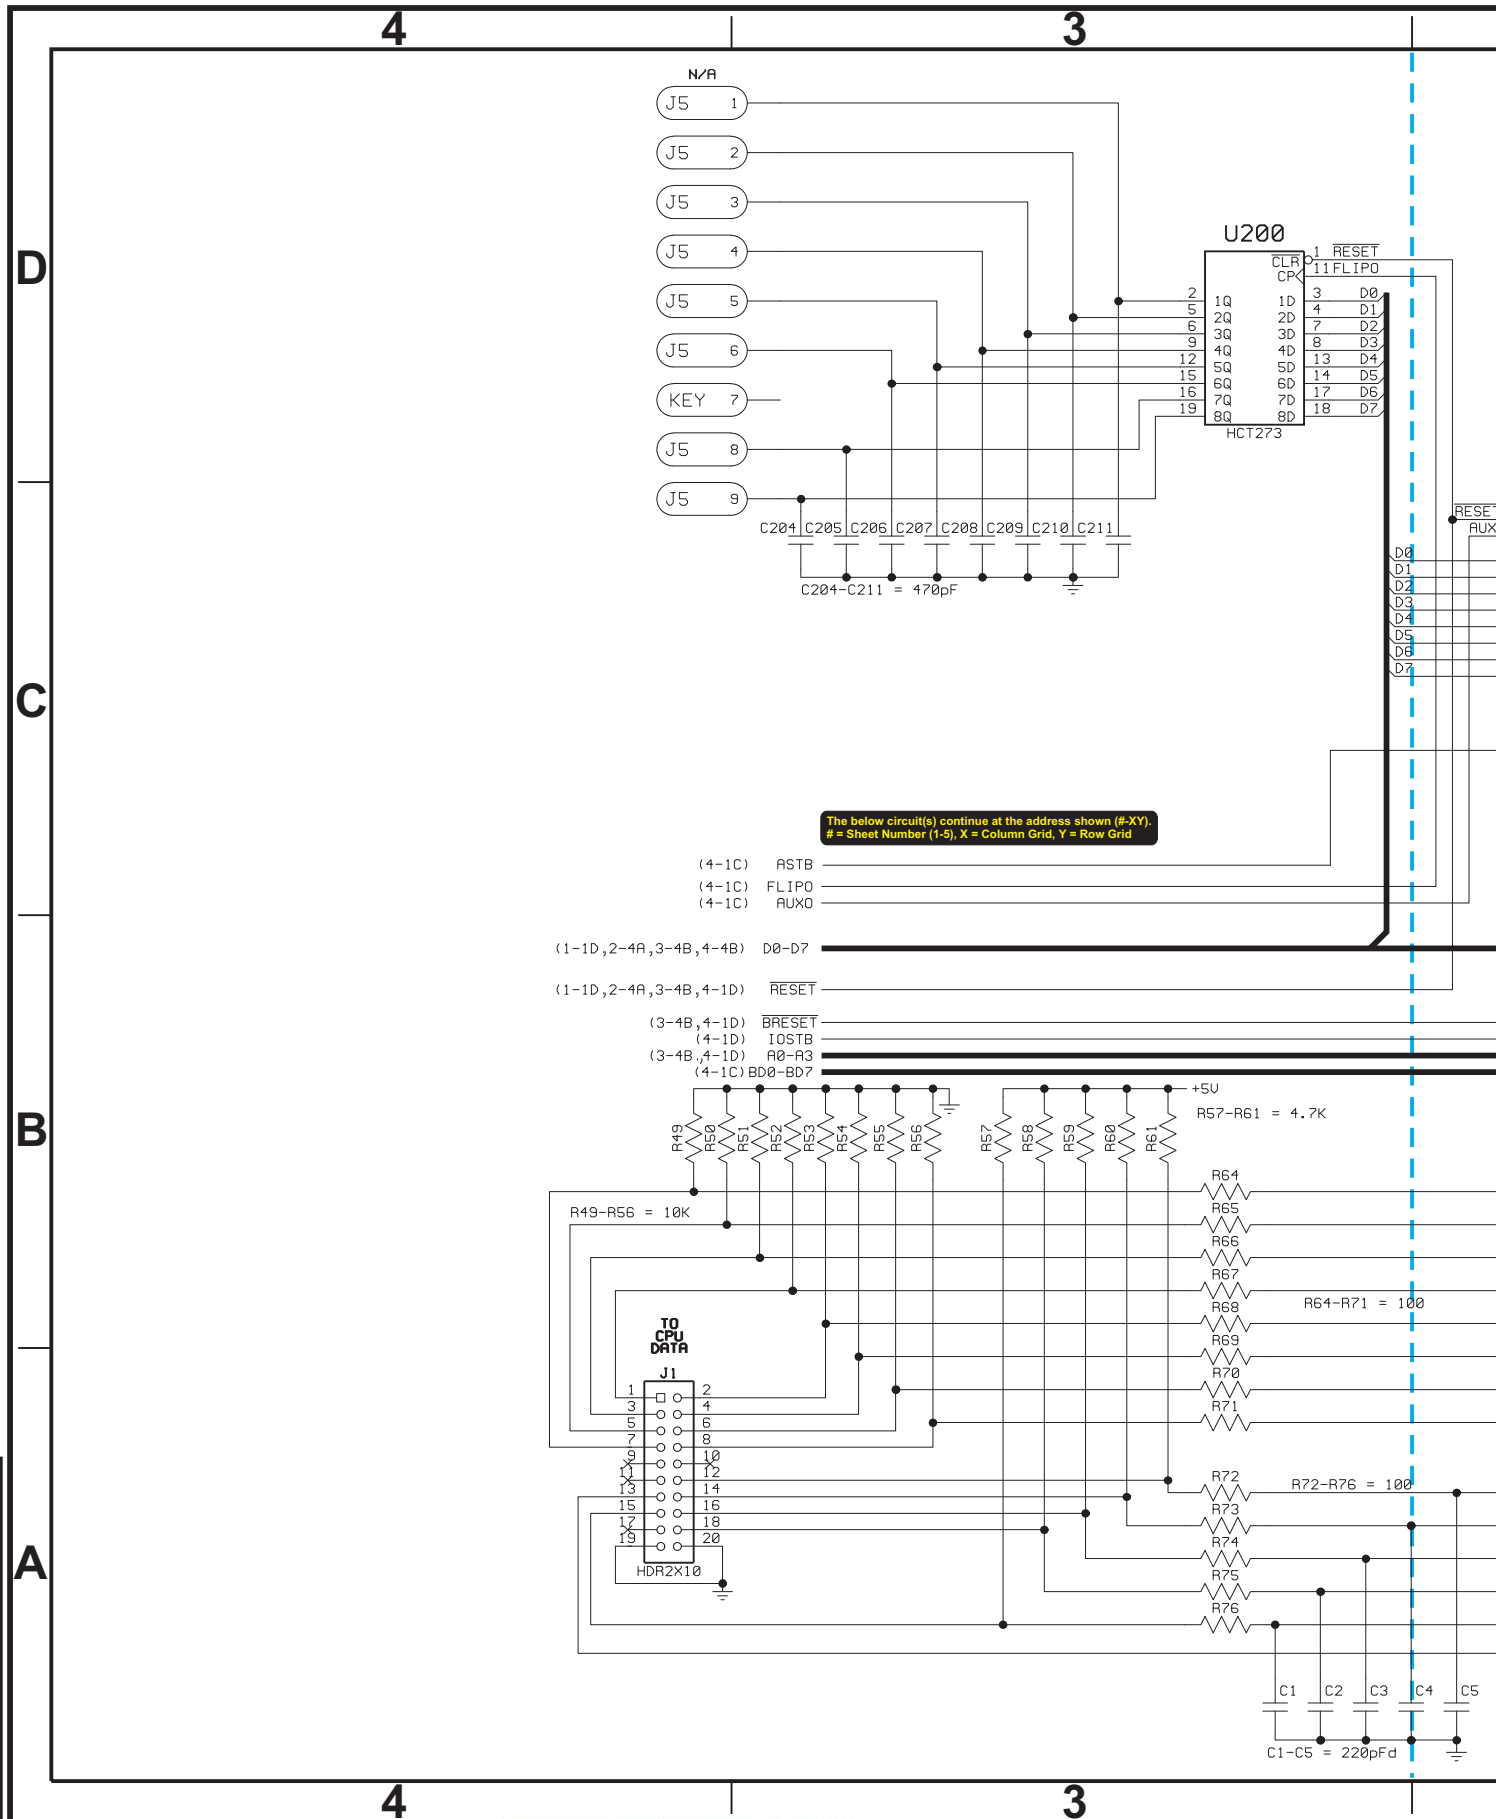 4 3
N/A
J5 1
J5 2
J5 3
J5 4
J5 5
J5 6
KEY 7
J5 8
J5 9
D
U200
CLR 1 RESET
CP 11 FLIPO
2 1Q 1D 3 D0
5 2Q 2D 4 D1
6 3Q 3D 7 D2
9 4Q 4D 8 D3
12 5Q 5D 13 D4
15 6Q 6D 14 D5
16 7Q 7D 17 D6
19 8Q 8D 18 D7
HCT273
C204 C205 C206 C207 C208 C209 C210 C211
C204-C211 = 470pF
RESET
AUX
D0
D1
D2
D3
D4
D5
D6
D7
C
The below circuit(s) continue at the address shown (#-XY).
# = Sheet Number (1-5), X = Column Grid, Y = Row Grid
(4-1C) ASTB
(4-1C) FLIPO
(4-1C) AUXO
(1-1D,2-4A,3-4B,4-4B) D0-D7
(1-1D,2-4A,3-4B,4-1D) RESET
(3-4B,4-1D) BRESET
(4-1D) IOSTB
(3-4B,4-1D) A0-A3
(4-1C) BD0-BD7
B
+5V
R57-R61 = 4.7K
R49 R50 R51 R52 R53 R54 R55 R56 R57 R58 R59 R60 R61
R49-R56 = 10K
R64
R65
R66
R67
R64-R71 = 100
R68
R69
R70
R71
TO
CPU
DATA
J1
1 2
3 4
5 6
7 8
9 10
11 12
13 14
15 16
17 18
19 20
HDR2X10
A
R72
R72-R76 = 100
R73
R74
R75
R76
C1 C2 C3 C4 C5
C1-C5 = 220pFd
4 3